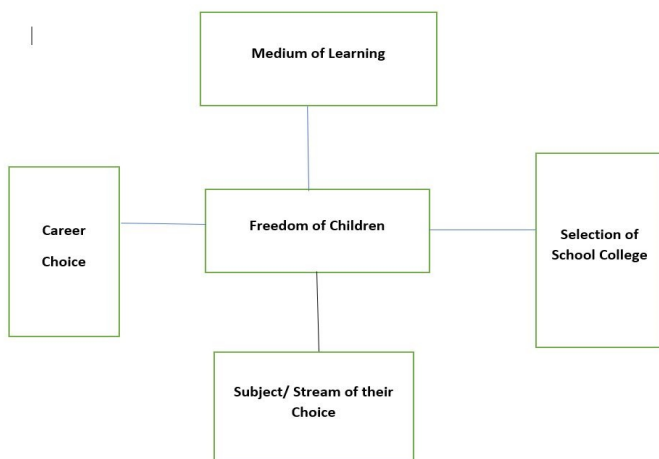 Medium of Learning
Career
Choice
Freedom of Children
Selection of
School College
Subject/ Stream of their
Choice